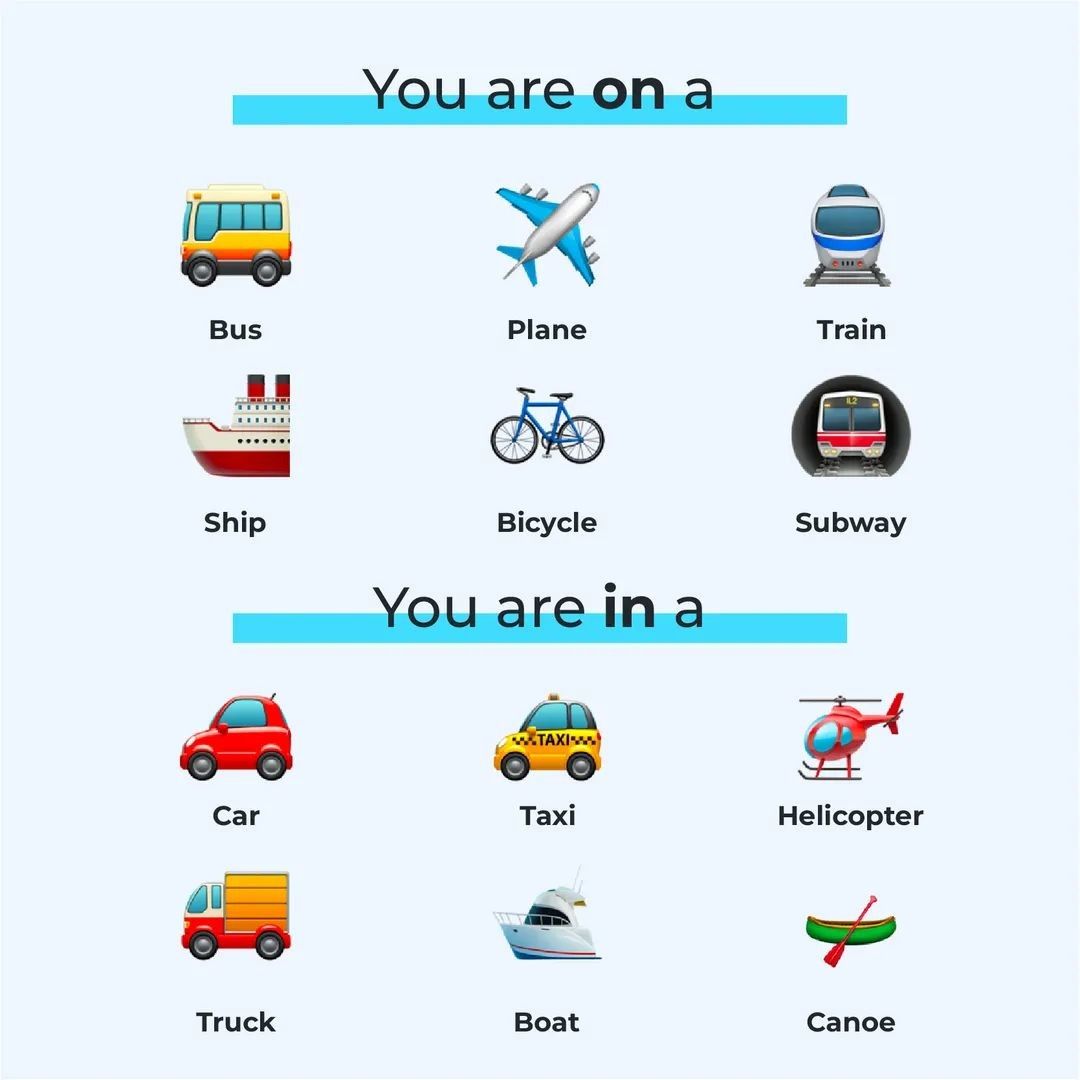 You are on a
Bus Plane Train
IL2
Ship Bicycle Subway
You are in a
TAXI
Car Taxi Helicopter
Truck Boat Canoe